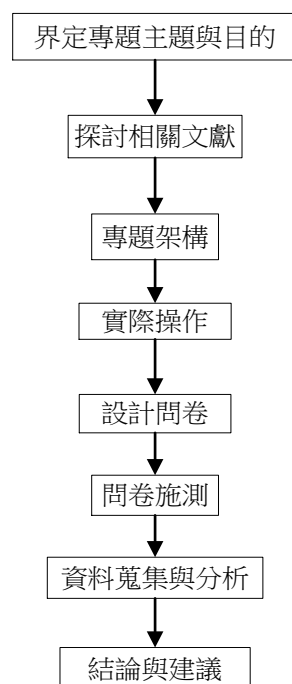 界定專題主題與目的
探討相關文獻
專題架構
實際操作
設計問卷
問卷施測
資料蒐集與分析
結論與建議